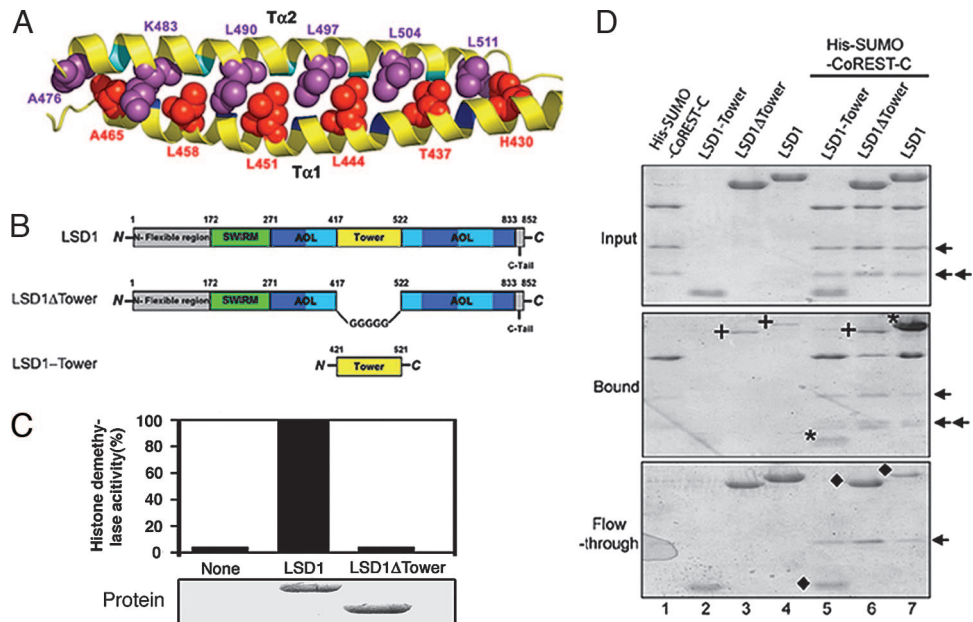 A
Tα2
K483
L490
L497
L504
L511
A476
A465
L458
L451
L444
T437
H430
Tα1
B
1 172 271 417 522 833 852
LSD1
N N- Flexible region SWIRM AOL Tower AOL C
C-Tail
1 172 271 417 522 833 852
LSD1ΔTower
N N- Flexible region SWIRM AOL AOL C
GGGGG
C-Tail
421 521
LSD1–Tower
N Tower C
C
Histone demethy-
lase acitivity(%)
100
80
60
40
20
0
None LSD1 LSD1ΔTower
Protein
D
His-SUMO
-CoREST-C
His-SUMO
-CoREST-C
LSD1-Tower
LSD1ΔTower
LSD1
LSD1-Tower
LSD1ΔTower
LSD1
Input
Bound
+ + + *
*
Flow
-through
1 2 3 4 5 6 7